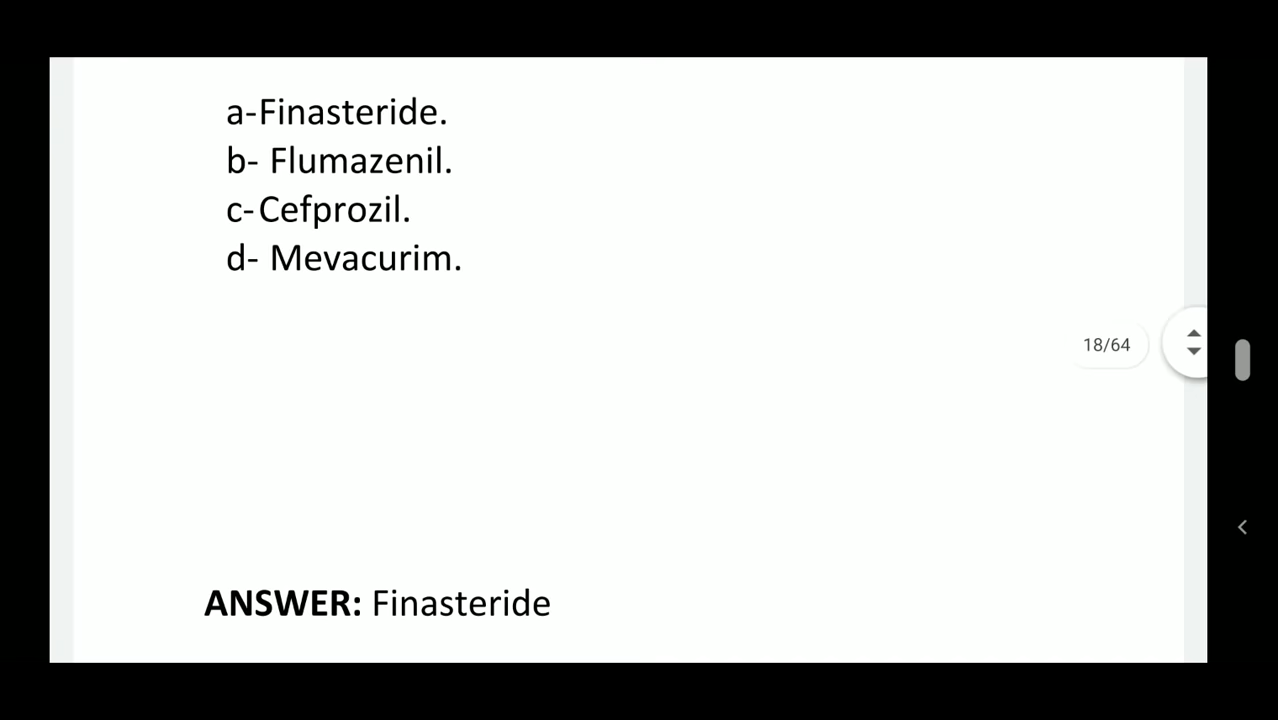 a-Finasteride.
b- Flumazenil.
c-Cefprozil.
d- Mevacurim.
18/64
ANSWER: Finasteride